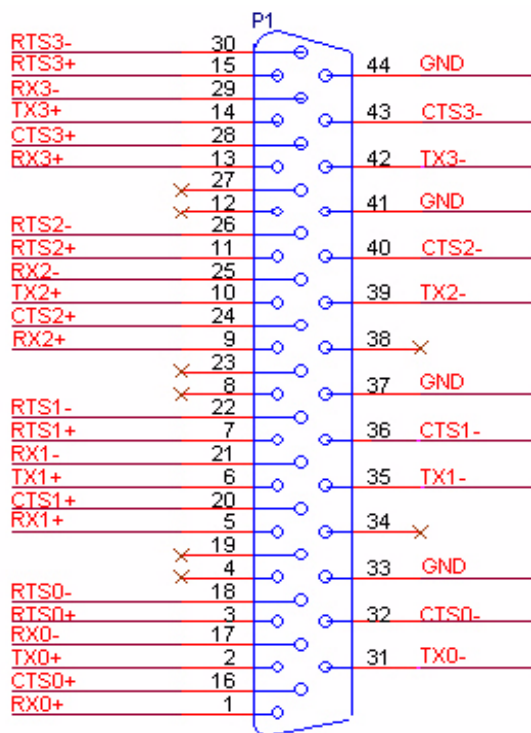 P1
RTS3- 30
RTS3+ 15 44 GND
RX3- 29
TX3+ 14 43 CTS3-
CTS3+ 28
RX3+ 13 42 TX3-
27
12 41 GND
RTS2- 26
RTS2+ 11 40 CTS2-
RX2- 25
TX2+ 10 39 TX2-
CTS2+ 24
RX2+ 9 38
23
8 37 GND
RTS1- 22
RTS1+ 7 36 CTS1-
RX1- 21
TX1+ 6 35 TX1-
CTS1+ 20
RX1+ 5 34
19
4 33 GND
RTS0- 18
RTS0+ 3 32 CTS0-
RX0- 17
TX0+ 2 31 TX0-
CTS0+ 16
RX0+ 1